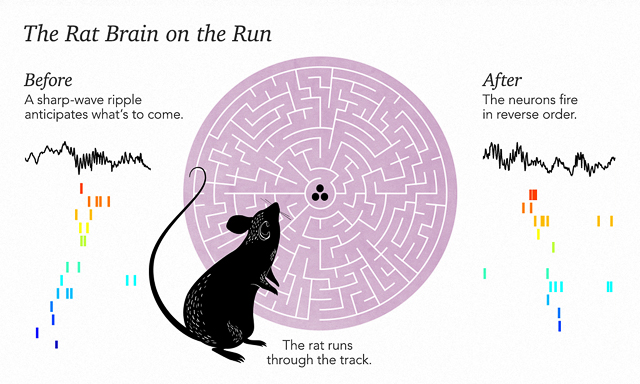 The Rat Brain on the Run
Before
A sharp-wave ripple
anticipates what's to come.
After
The neurons fire
in reverse order.
The rat runs
through the track.